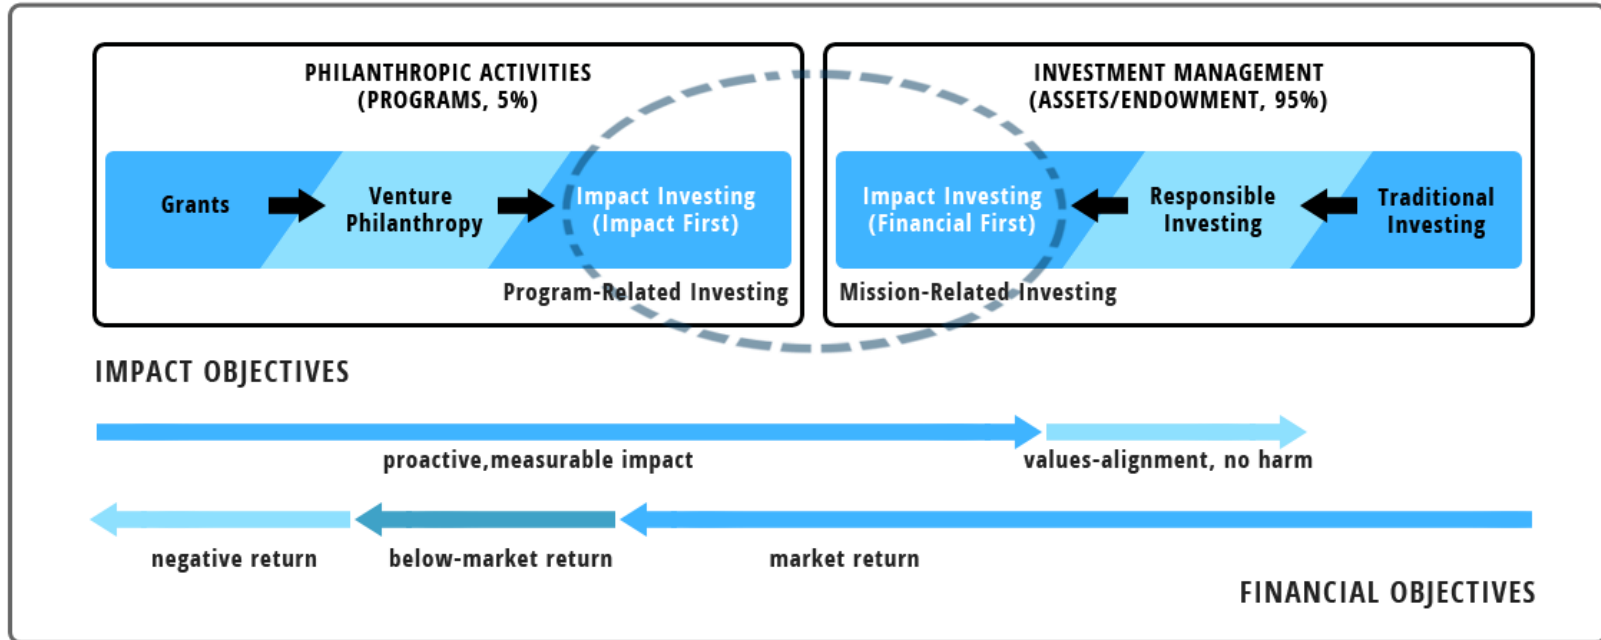 PHILANTHROPIC ACTIVITIES
(PROGRAMS, 5%)
Grants
Venture
Philanthropy
Impact Investing
(Impact First)
Program-Related Investing
INVESTMENT MANAGEMENT
(ASSETS/ENDOWMENT, 95%)
Impact Investing
(Financial First)
Responsible
Investing
Traditional
Investing
Mission-Related Investing
IMPACT OBJECTIVES
proactive,measurable impact
values-alignment, no harm
negative return
below-market return
market return
FINANCIAL OBJECTIVES